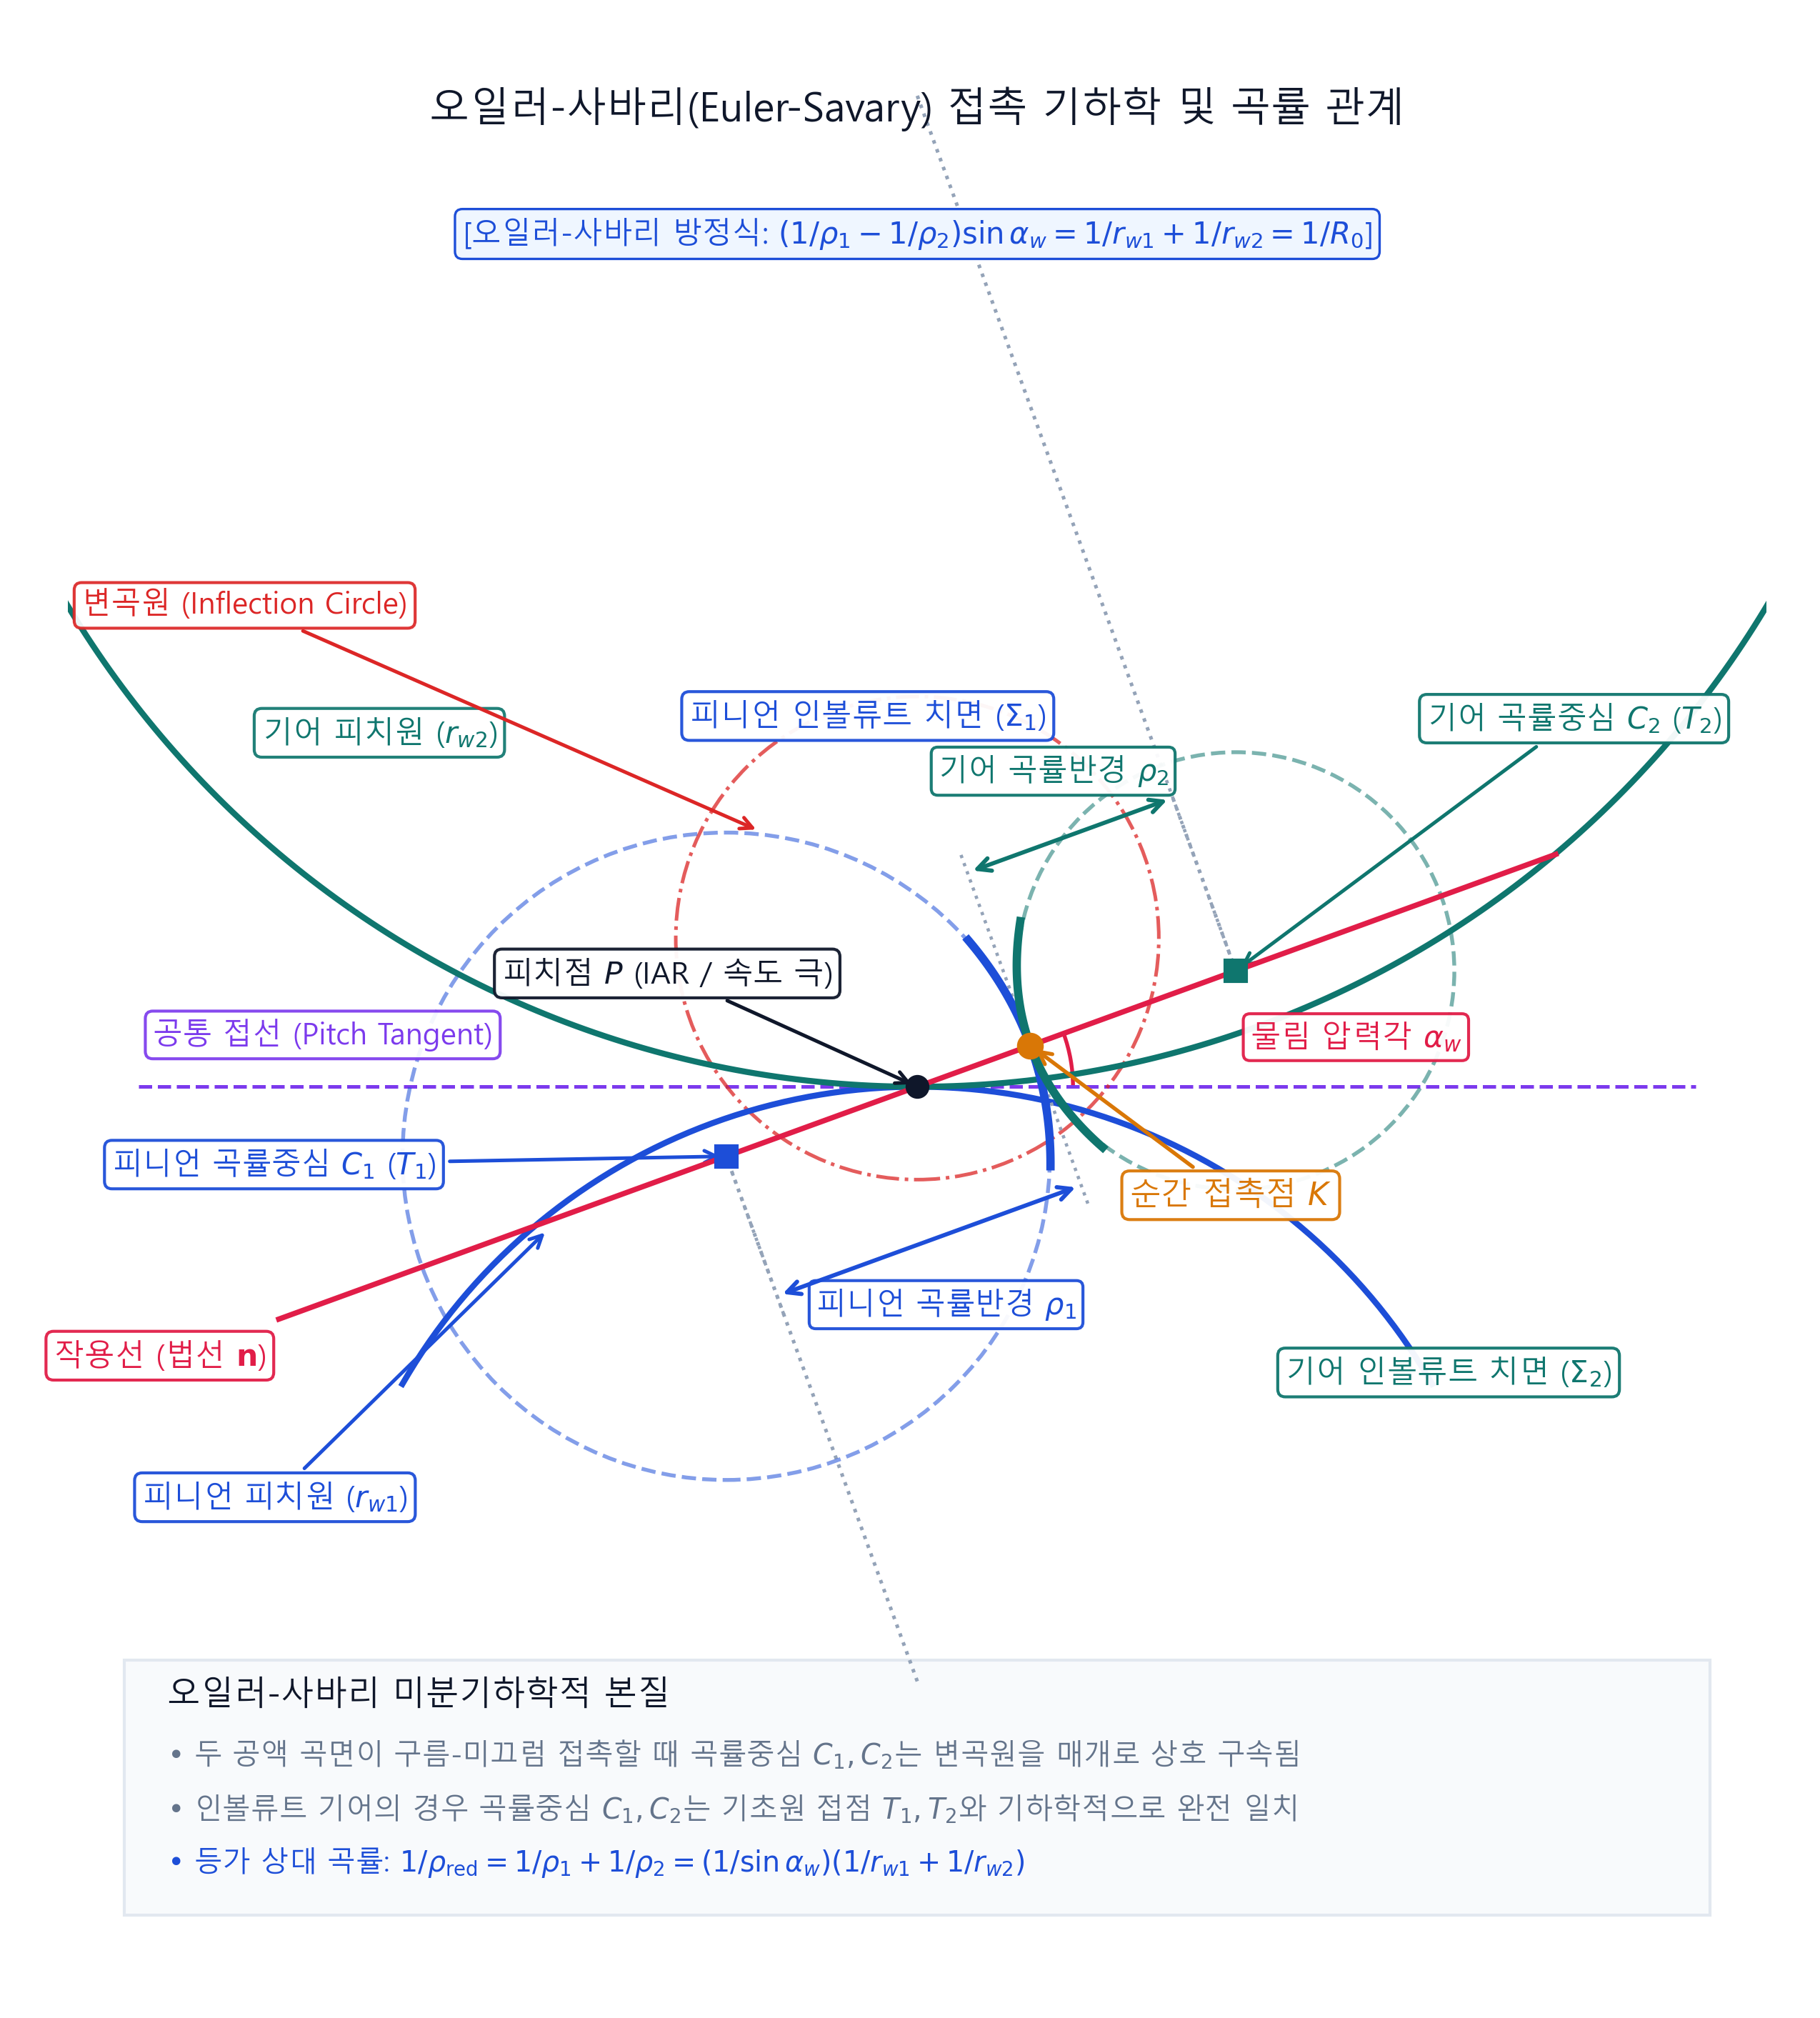 오일러-사바리(Euler-Savary) 접촉 기하학 및 곡률 관계
[오일러-사바리 방정식: (1/ρ₁ − 1/ρ₂)sin α_w = 1/r_w1 + 1/r_w2 = 1/R₀]
변곡원 (Inflection Circle)
기어 피치원 (r_w2)
피니언 인볼류트 치면 (Σ₁)
기어 곡률중심 C₂ (T₂)
기어 곡률반경 ρ₂
피치점 P (IAR / 속도 극)
공통 접선 (Pitch Tangent)
물림 압력각 α_w
피니언 곡률중심 C₁ (T₁)
순간 접촉점 K
피니언 곡률반경 ρ₁
작용선 (법선 n)
기어 인볼류트 치면 (Σ₂)
피니언 피치원 (r_w1)
오일러-사바리 미분기하학적 본질
• 두 공액 곡면이 구름-미끄럼 접촉할 때 곡률중심 C₁, C₂는 변곡원을 매개로 상호 구속됨
• 인볼류트 기어의 경우 곡률중심 C₁, C₂는 기초원 접점 T₁, T₂와 기하학적으로 완전 일치
• 등가 상대 곡률: 1/ρ_red = 1/ρ₁ + 1/ρ₂ = (1/sin α_w)(1/r_w1 + 1/r_w2)